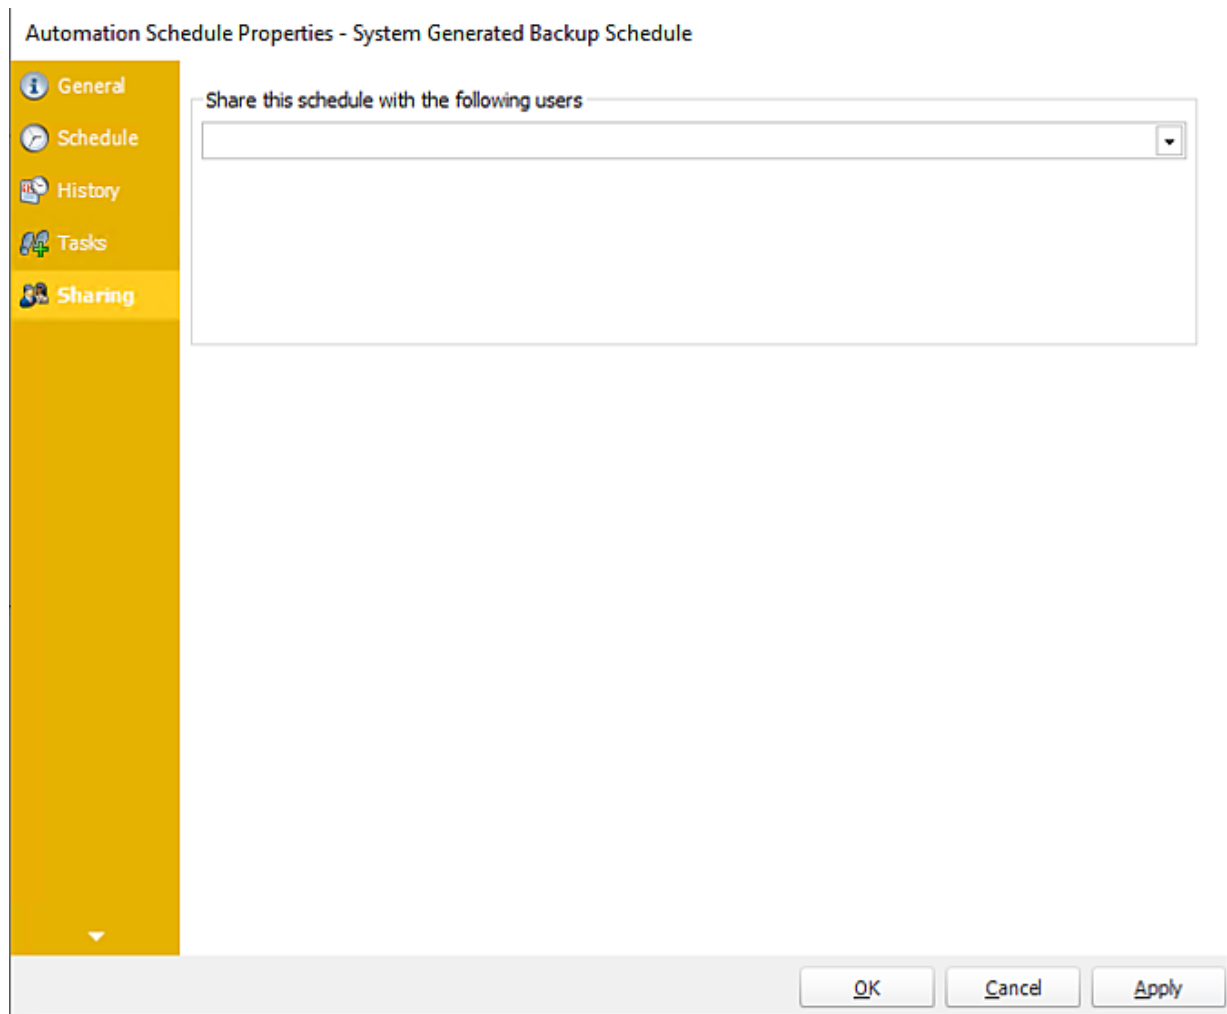 Automation Schedule Properties - System Generated Backup Schedule
General
Schedule
History
Tasks
Sharing
Share this schedule with the following users
OK
Cancel
Apply